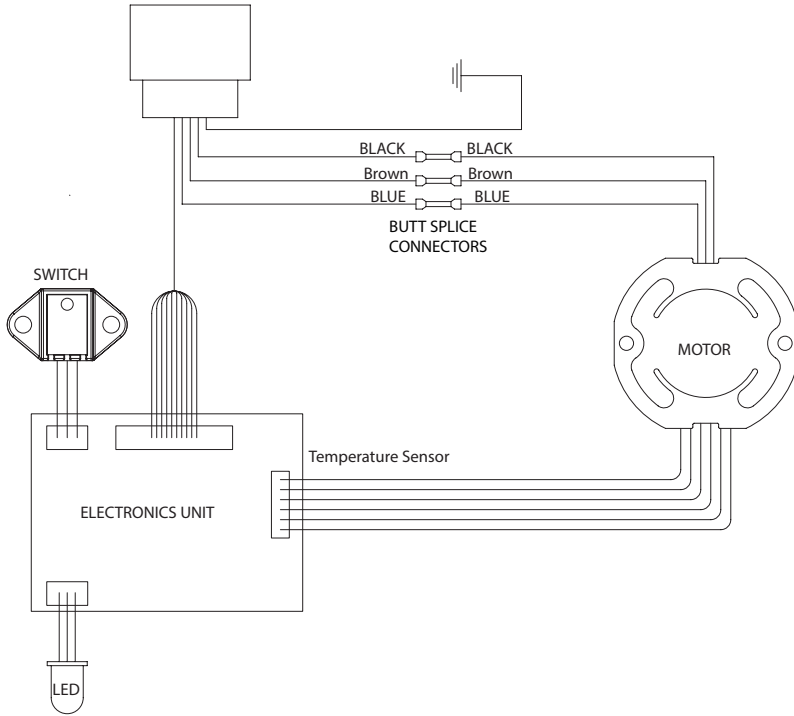 BLACK BLACK
Brown Brown
BLUE BLUE
BUTT SPLICE
CONNECTORS
SWITCH
MOTOR
Temperature Sensor
ELECTRONICS UNIT
LED